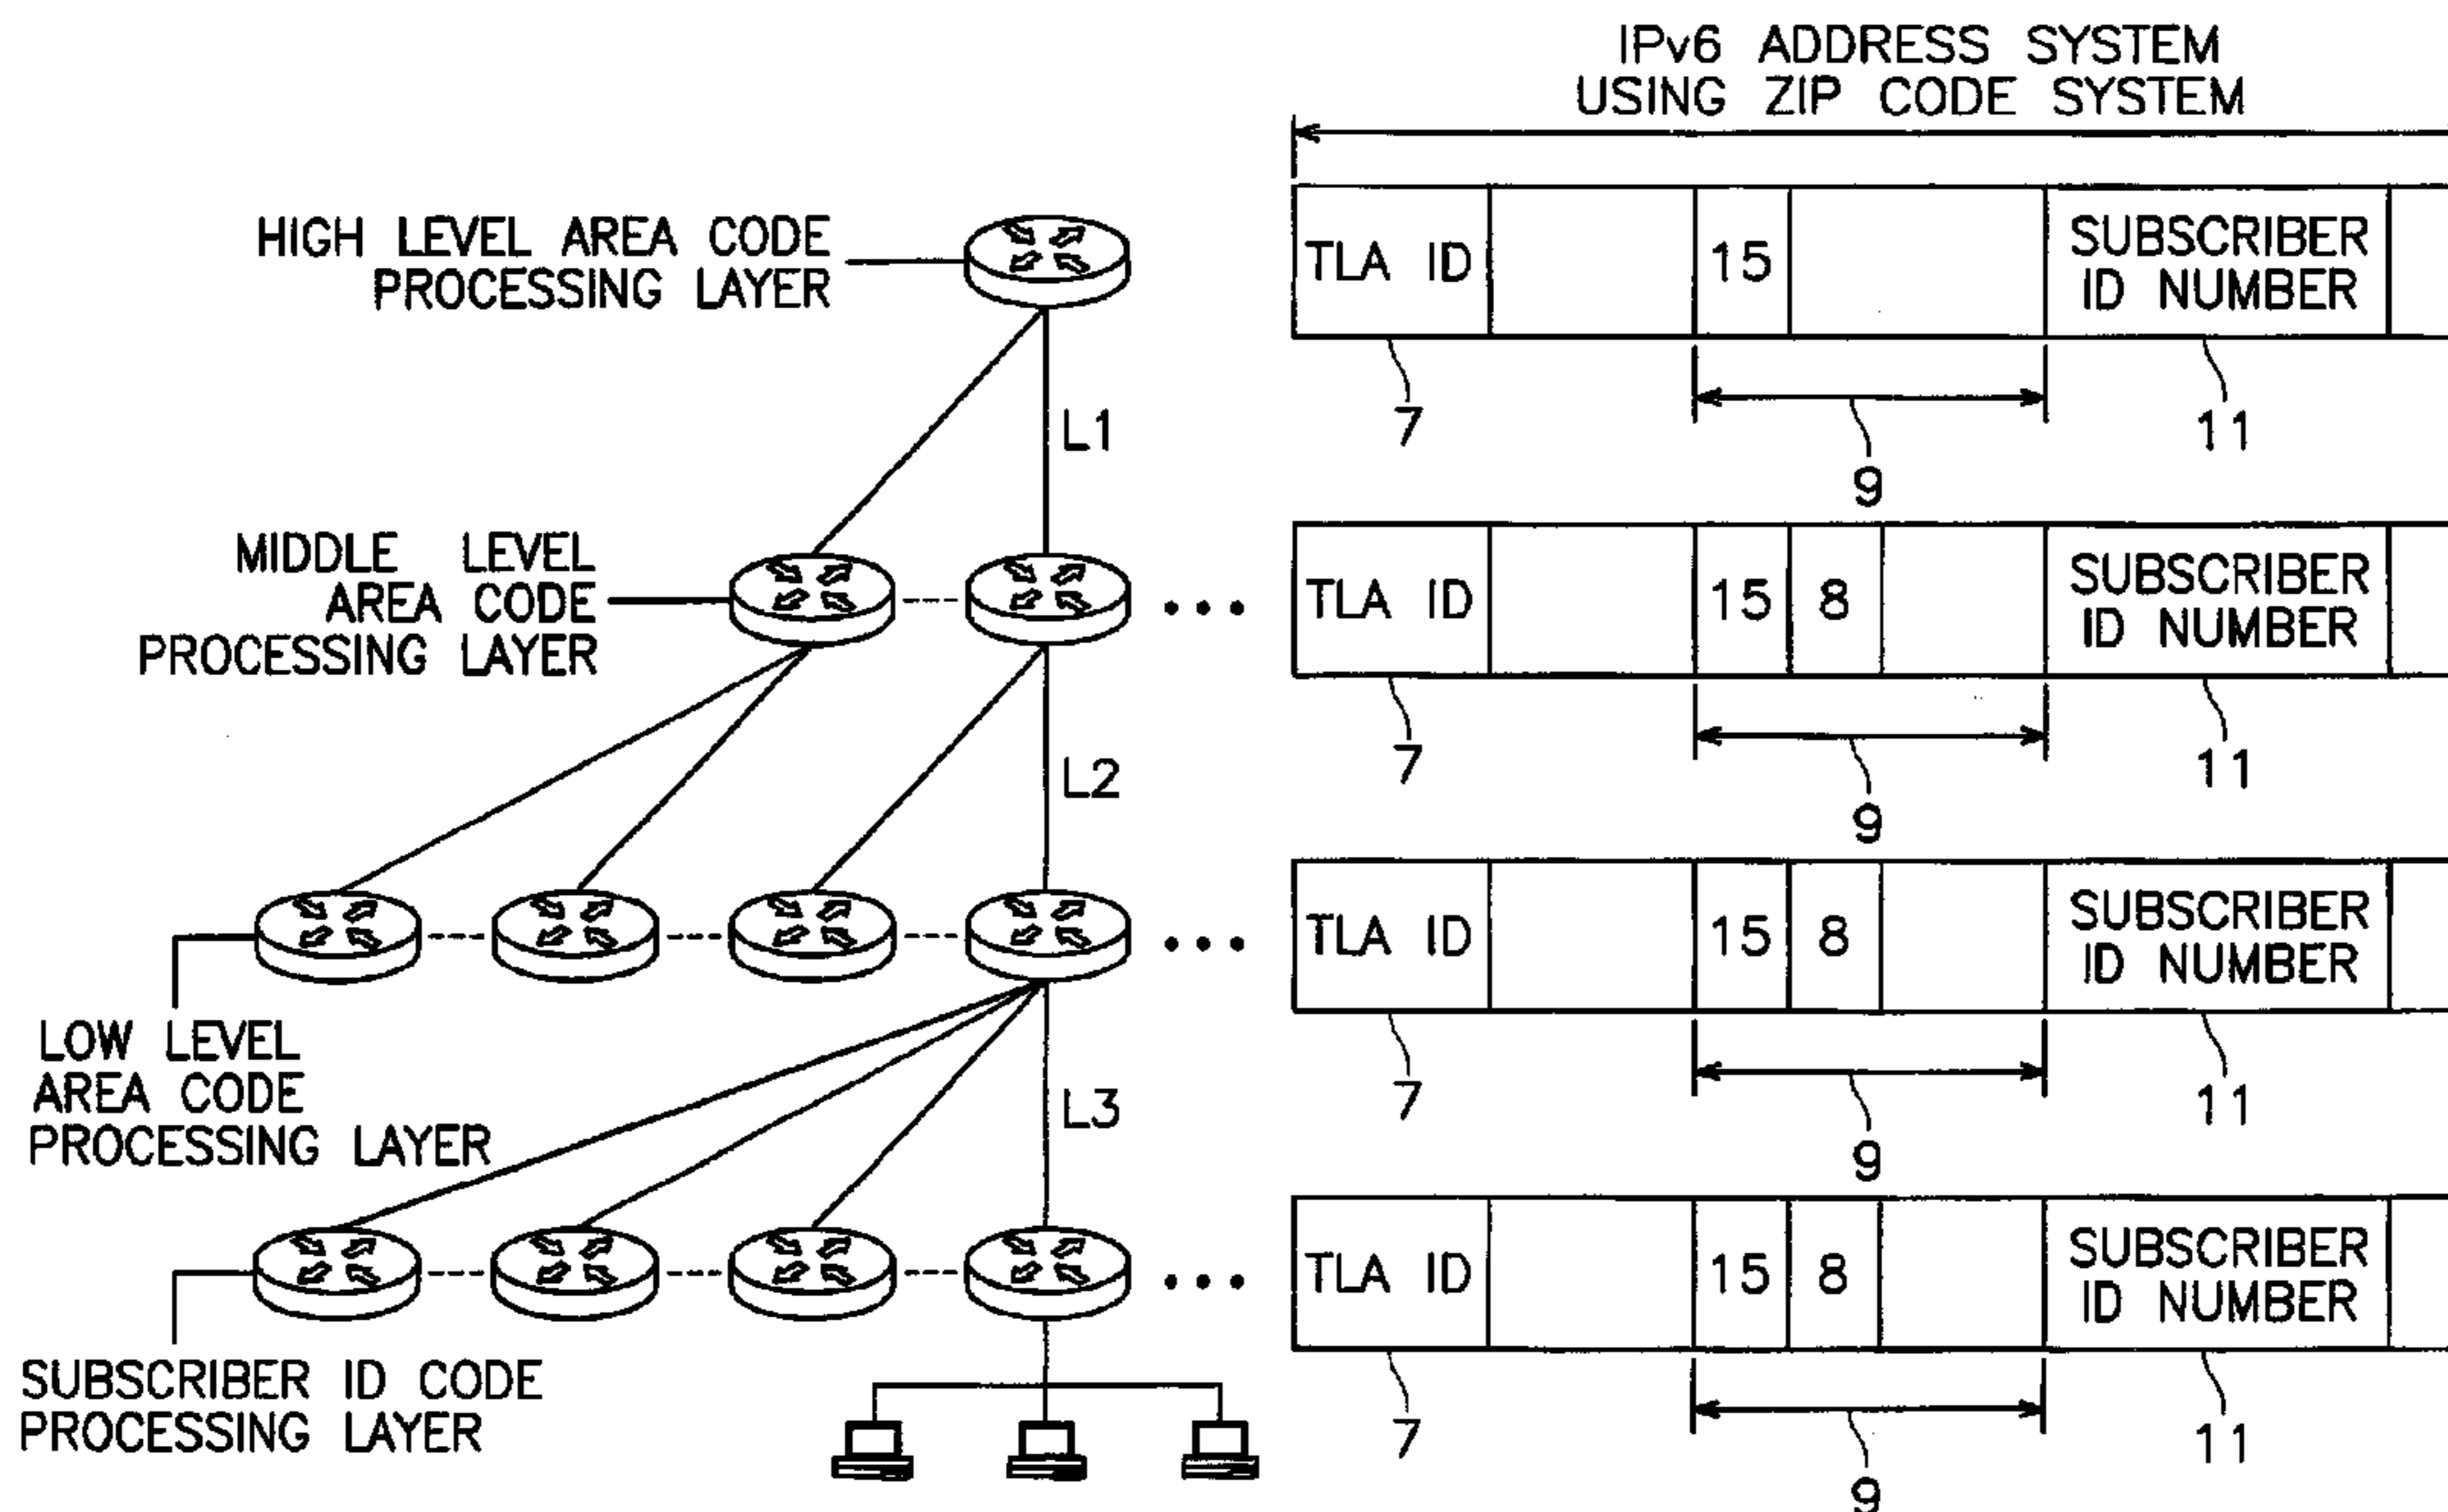 IPv6 ADDRESS SYSTEM
USING ZIP CODE SYSTEM
HIGH LEVEL AREA CODE
PROCESSING LAYER
TLA ID 15 SUBSCRIBER
ID NUMBER
7 9 11
L1
MIDDLE LEVEL
AREA CODE
PROCESSING LAYER
... TLA ID 15 8 SUBSCRIBER
ID NUMBER
7 9 11
L2
LOW LEVEL
AREA CODE
PROCESSING LAYER
... TLA ID 15 8 SUBSCRIBER
ID NUMBER
7 9 11
L3
SUBSCRIBER ID CODE
PROCESSING LAYER
... TLA ID 15 8 SUBSCRIBER
ID NUMBER
7 9 11